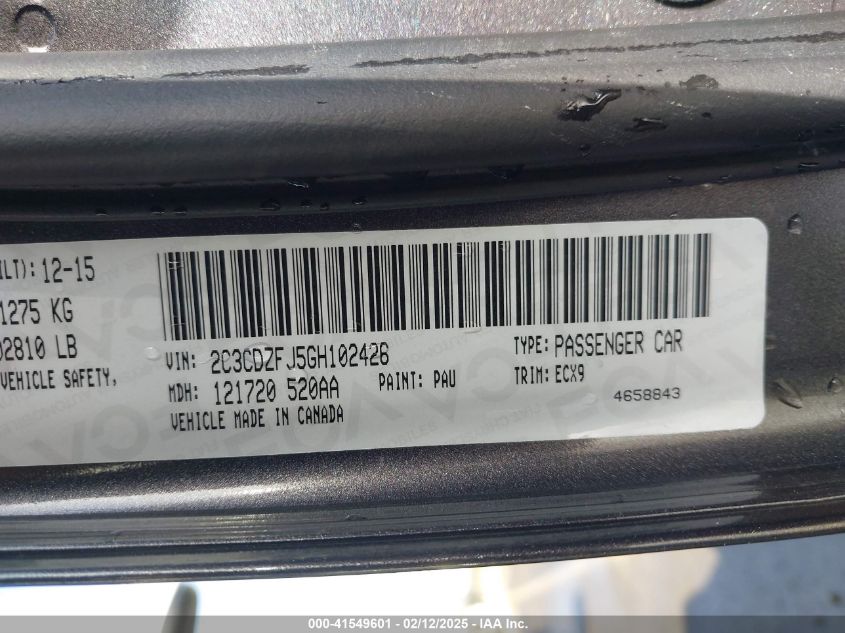 ILT): 12-15
1275 KG
02810 LB
VEHICLE SAFETY,
VIN: 2C3CDZFJ5GH102426
TYPE: PASSENGER CAR
MDH: 121720 520AA
PAINT: PAU
TRIM: ECX9
VEHICLE MADE IN CANADA
4658843
000-41549601 - 02/12/2025 - IAA Inc.